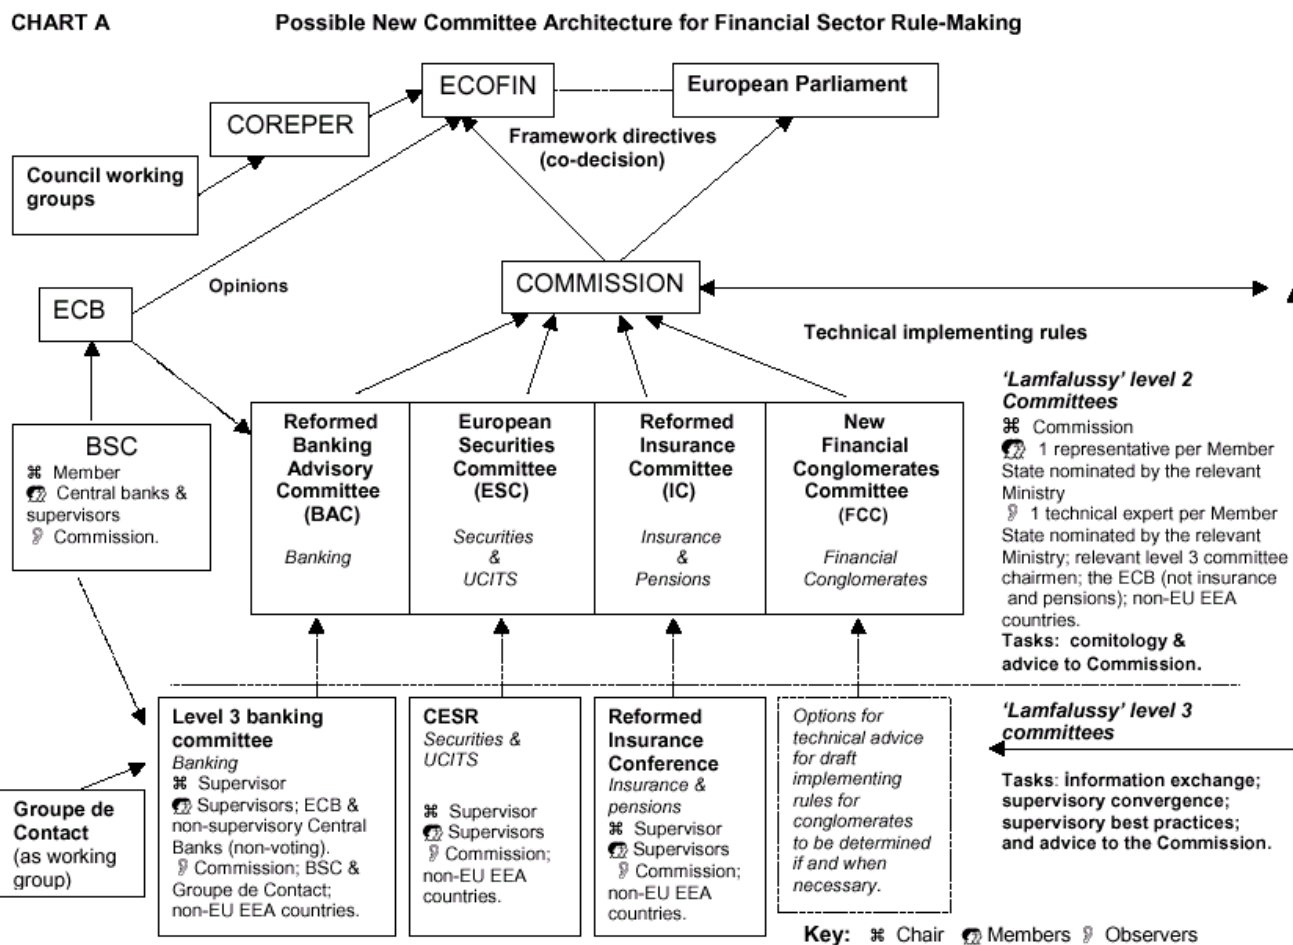 CHART A
Possible New Committee Architecture for Financial Sector Rule-Making
ECOFIN
European Parliament
COREPER
Framework directives
(co-decision)
Council working
groups
COMMISSION
Opinions
ECB
Technical implementing rules
BSC
⌘ Member
Central banks &
supervisors
Commission.
Reformed
Banking
Advisory
Committee
(BAC)
Banking
European
Securities
Committee
(ESC)
Securities
&
UCITS
Reformed
Insurance
Committee
(IC)
Insurance
&
Pensions
New
Financial
Conglomerates
Committee
(FCC)
Financial
Conglomerates
‘Lamfalussy’ level 2
Committees
⌘ Commission
1 representative per Member
State nominated by the relevant
Ministry
1 technical expert per Member
State nominated by the relevant
Ministry; relevant level 3 committee
chairmen; the ECB (not insurance
and pensions); non-EU EEA
countries.
Tasks: comitology &
advice to Commission.
Groupe de
Contact
(as working
group)
Level 3 banking
committee
Banking
⌘ Supervisor
Supervisors; ECB &
non-supervisory Central
Banks (non-voting).
Commission; BSC &
Groupe de Contact;
non-EU EEA countries.
CESR
Securities &
UCITS
⌘ Supervisor
Supervisors
Commission;
non-EU EEA
countries.
Reformed
Insurance
Conference
Insurance &
pensions
⌘ Supervisor
Supervisors
Commission;
non-EU EEA
countries.
Options for
technical advice
for draft
implementing
rules for
conglomerates
to be determined
if and when
necessary.
‘Lamfalussy’ level 3
committees
Tasks: information exchange;
supervisory convergence;
supervisory best practices;
and advice to the Commission.
Key: ⌘ Chair Members Observers